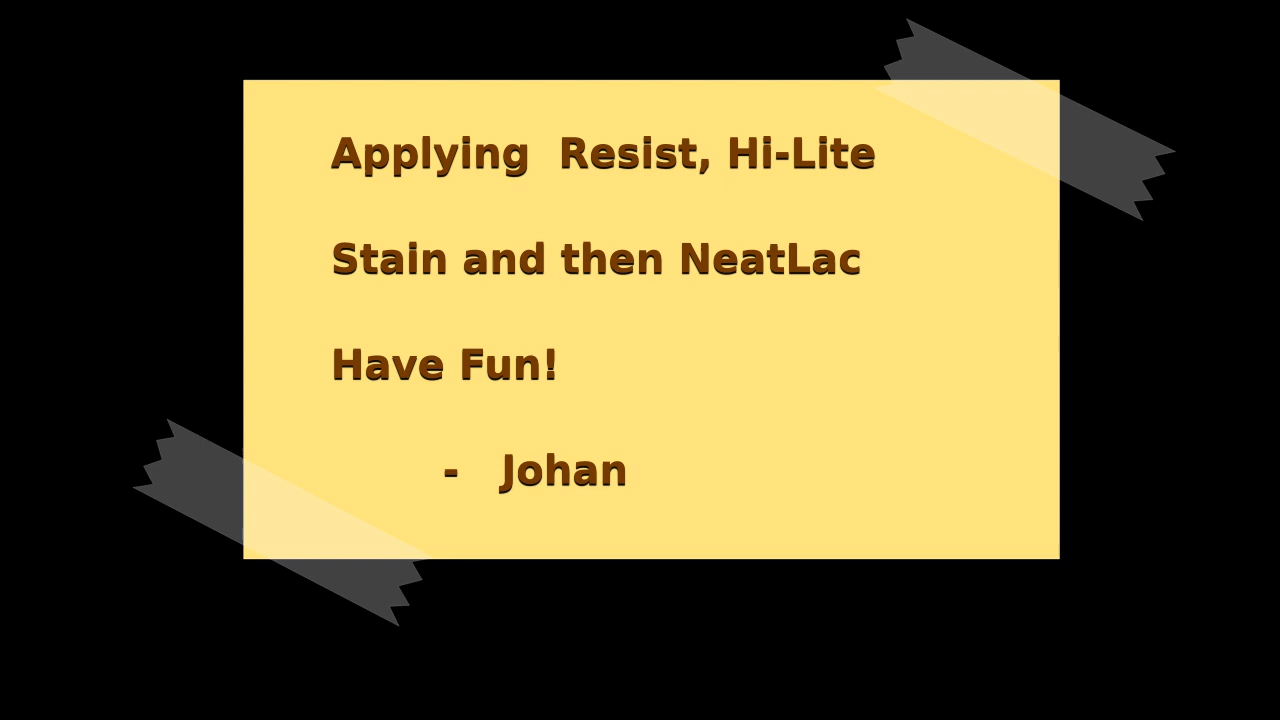 Applying  Resist, Hi-Lite
Stain and then NeatLac
Have Fun!
-   Johan